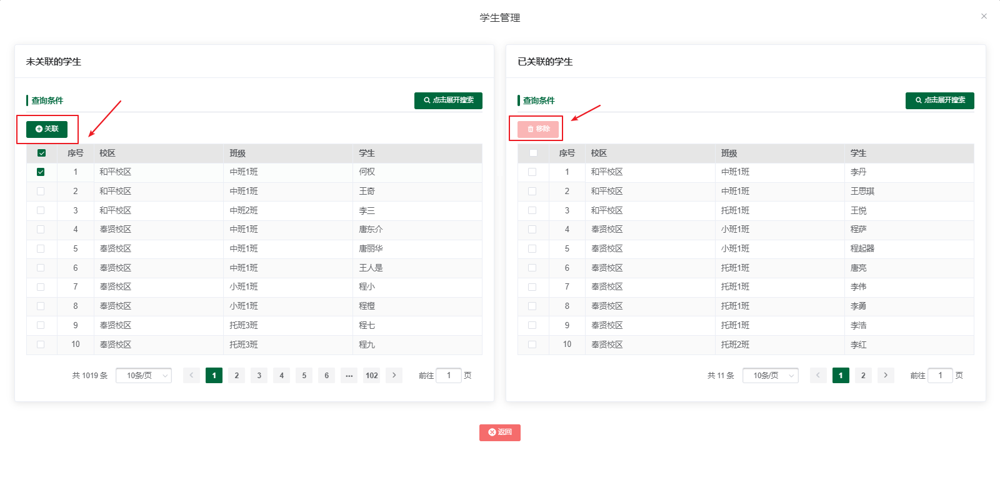 学生管理
未关联的学生
查询条件
点击展开搜索
关联
序号 校区 班级 学生
1 和平校区 中班1班 何权
2 和平校区 中班1班 王奇
3 和平校区 中班2班 李三
4 奉贤校区 中班1班 唐东介
5 奉贤校区 中班1班 唐丽华
6 奉贤校区 中班1班 王人是
7 奉贤校区 小班1班 程小
8 奉贤校区 小班1班 程橙
9 奉贤校区 托班3班 程七
10 奉贤校区 托班3班 程九
共 1019 条 10条/页 1 2 3 4 5 6 ••• 102 前往 1 页
已关联的学生
查询条件
点击展开搜索
移除
序号 校区 班级 学生
1 和平校区 中班1班 李丹
2 和平校区 中班1班 王思琪
3 和平校区 托班1班 王悦
4 奉贤校区 小班1班 程萨
5 奉贤校区 小班1班 程起器
6 奉贤校区 托班1班 唐亮
7 奉贤校区 托班1班 李伟
8 奉贤校区 托班1班 李勇
9 奉贤校区 托班1班 李浩
10 奉贤校区 托班2班 李红
共 11 条 10条/页 1 2 前往 1 页
返回